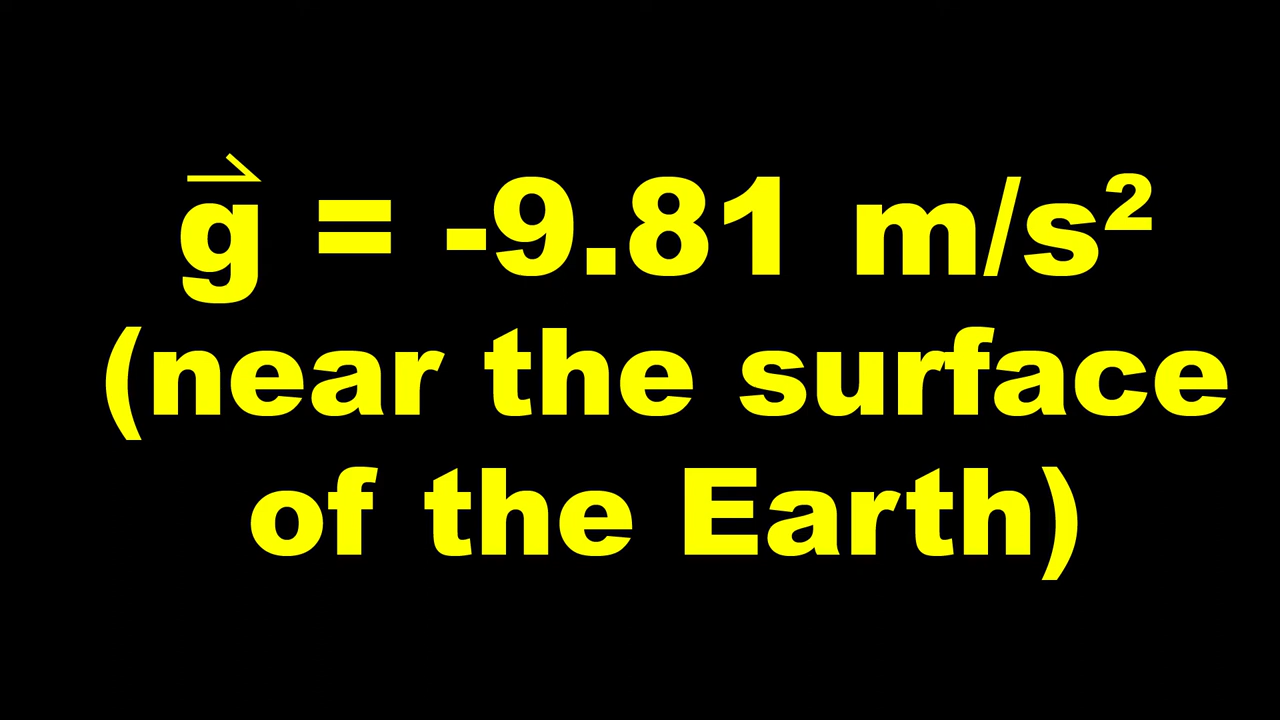 g⃑ = -9.81 m/s²
(near the surface
of the Earth)